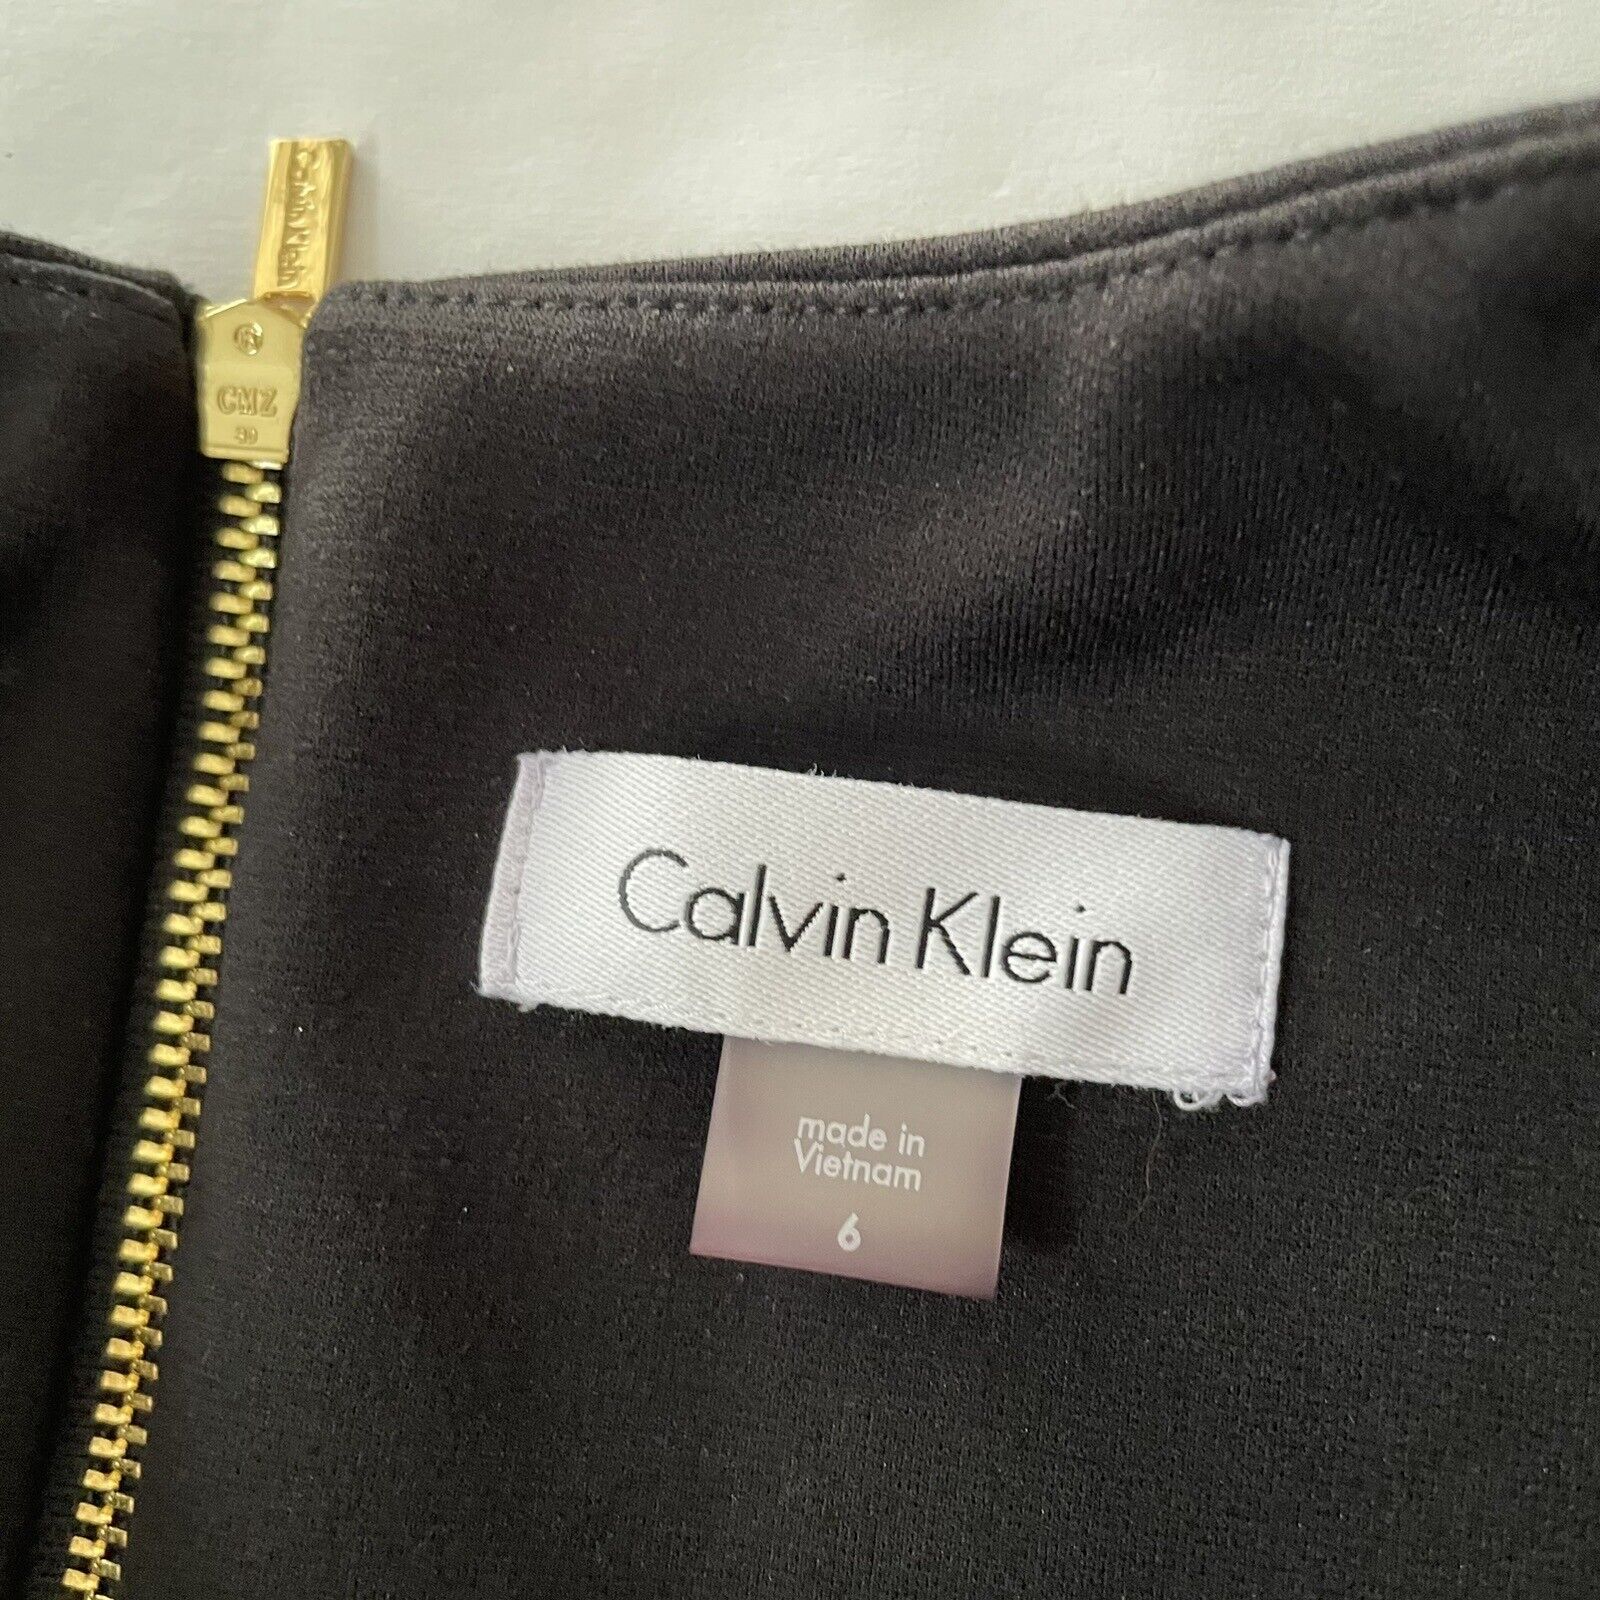 Calvin Klein
®
CMZ
Calvin Klein
made in
Vietnam
6